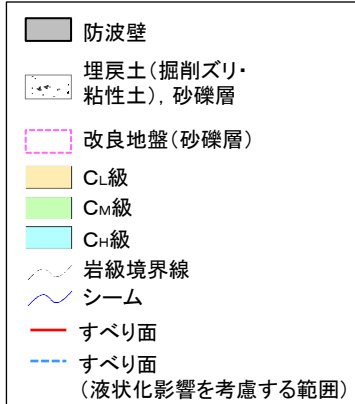 防波壁
埋戻土(掘削ズリ・
粘性土),砂礫層
改良地盤(砂礫層)
CL級
CM級
CH級
岩級境界線
シーム
すべり面
すべり面
(液状化影響を考慮する範囲)